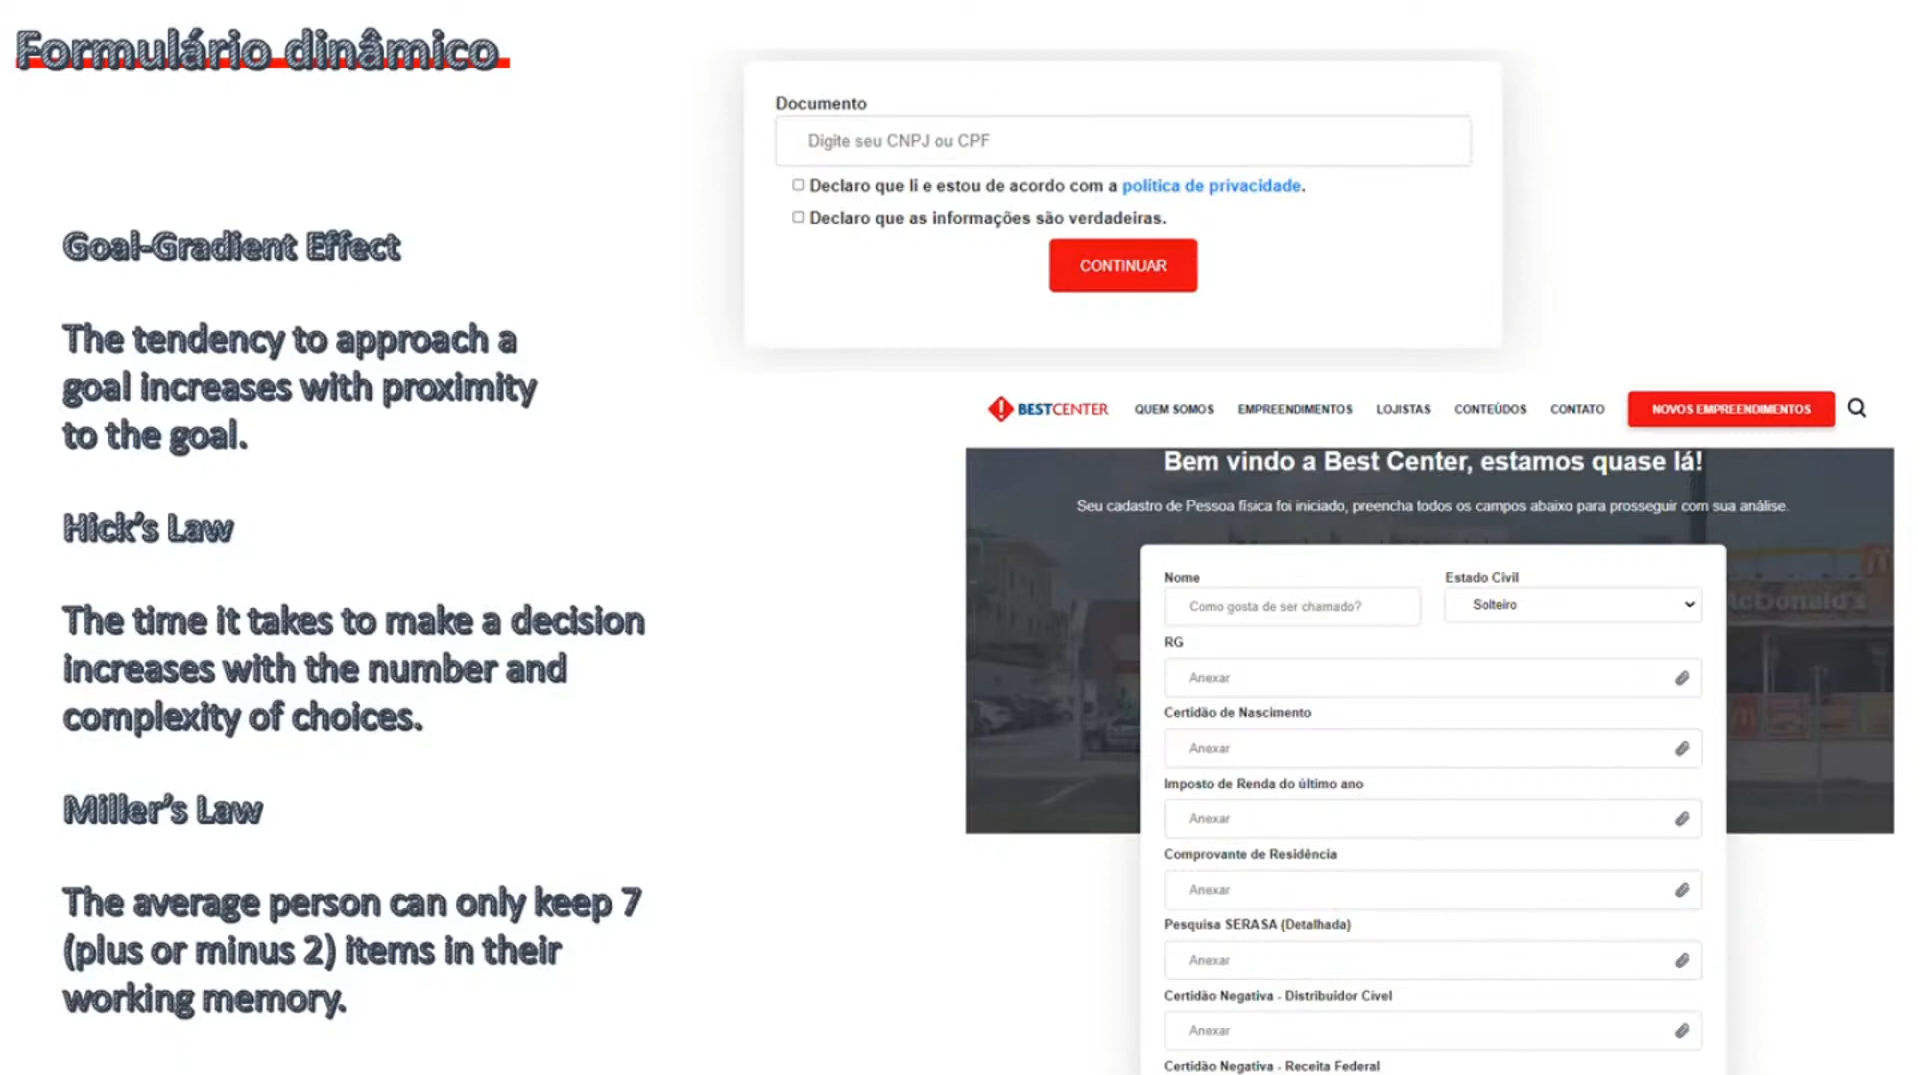 Formulário dinâmico
Goal-Gradient Effect
The tendency to approach a
goal increases with proximity
to the goal.
Hick's Law
The time it takes to make a decision
increases with the number and
complexity of choices.
Miller's Law
The average person can only keep 7
(plus or minus 2) items in their
working memory.
Documento
Digite seu CNPJ ou CPF
Declaro que li e estou de acordo com a política de privacidade.
Declaro que as informações são verdadeiras.
CONTINUAR
BESTCENTER QUEM SOMOS EMPREENDIMENTOS LOJISTAS CONTEÚDOS CONTATO NOVOS EMPREENDIMENTOS
Bem vindo a Best Center, estamos quase lá!
Seu cadastro de Pessoa física foi iniciado, preencha todos os campos abaixo para prosseguir com sua análise.
Nome Estado Civil
Como gosta de ser chamado? Solteiro
RG
Anexar
Certidão de Nascimento
Anexar
Imposto de Renda do último ano
Anexar
Comprovante de Residência
Anexar
Pesquisa SERASA (Detalhada)
Anexar
Certidão Negativa - Distribuidor Cível
Anexar
Certidão Negativa - Receita Federal
McDonald's